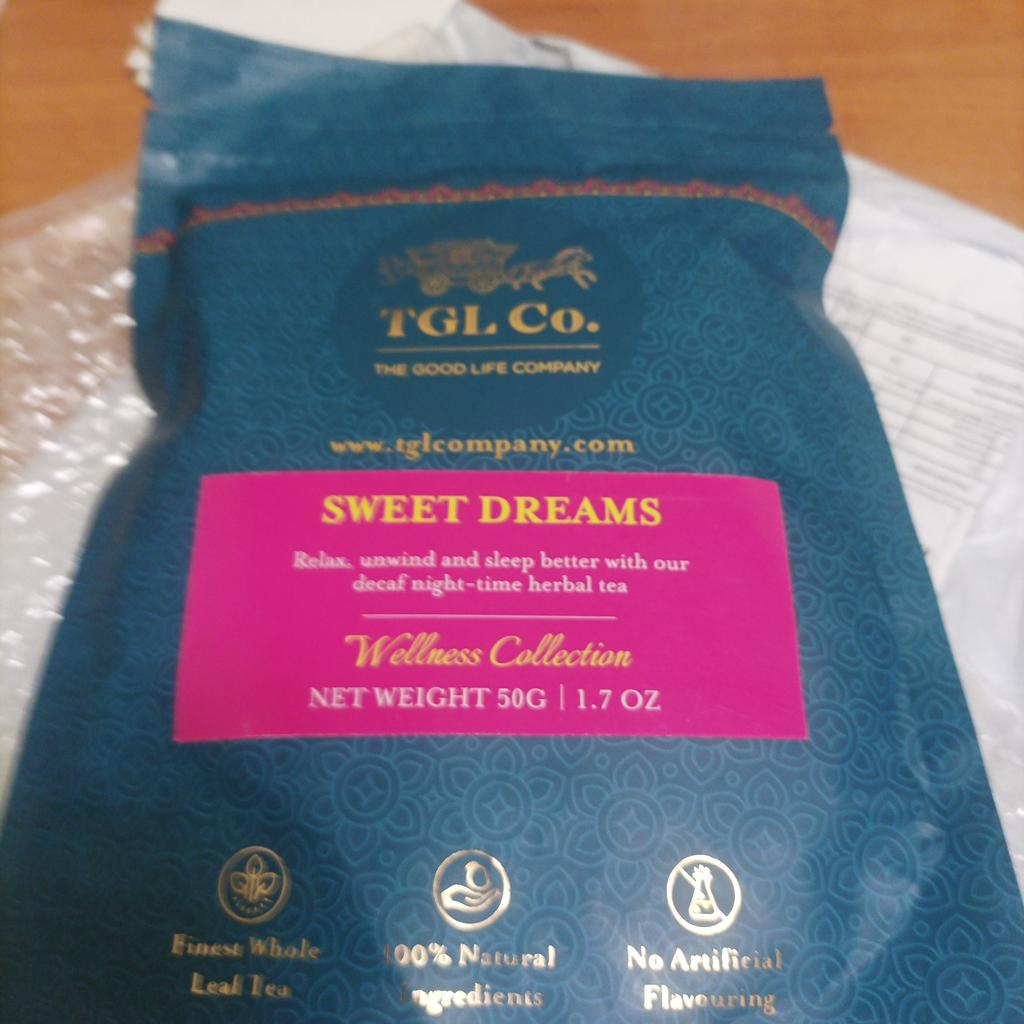 TGL Co.
THE GOOD LIFE COMPANY
www.tglcompany.com
SWEET DREAMS
Relax, unwind and sleep better with our
decaf night-time herbal tea
Wellness Collection
NET WEIGHT 50G | 1.7 OZ
Finest Whole 100% Natural No Artificial
Leaf Tea Ingredients Flavouring